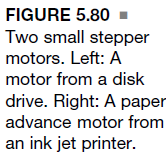 FIGURE 5.80 ■
Two small stepper
motors. Left: A
motor from a disk
drive. Right: A paper
advance motor from
an ink jet printer.